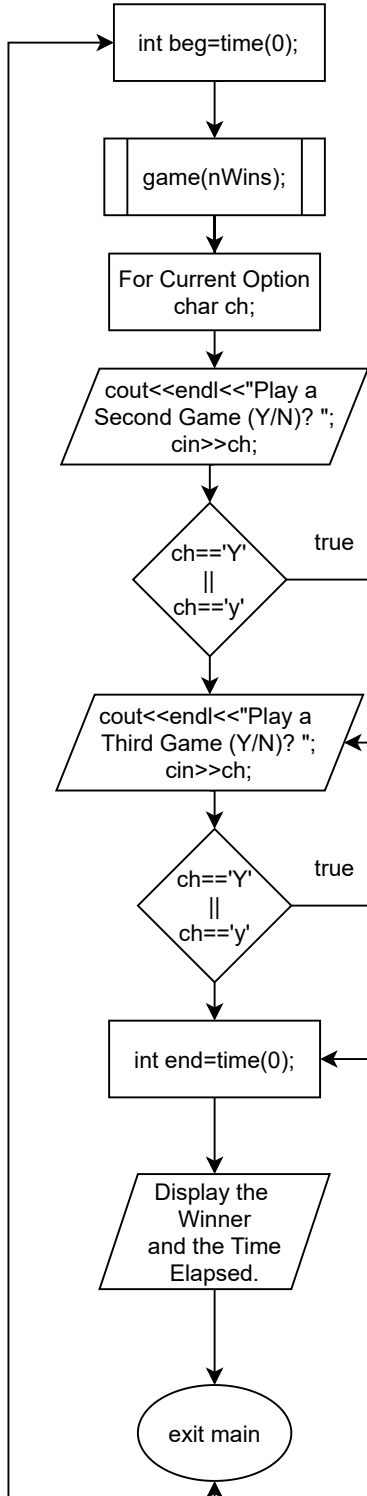 int beg=time(0);
game(nWins);
For Current Option
char ch;
cout<<endl<<"Play a
Second Game (Y/N)? ";
cin>>ch;
ch=='Y'
||
ch=='y'
true
cout<<endl<<"Play a
Third Game (Y/N)? ";
cin>>ch;
ch=='Y'
||
ch=='y'
true
int end=time(0);
Display the
Winner
and the Time
Elapsed.
exit main